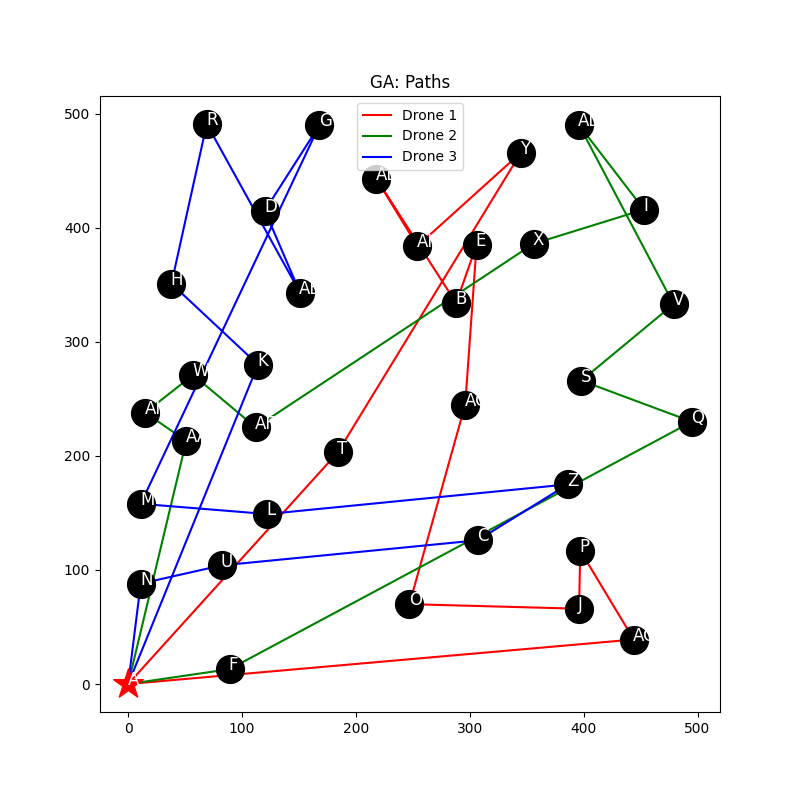 GA: Paths
Drone 1
Drone 2
Drone 3
500
400
300
200
100
0
0
100
200
300
400
500
R
G
Y
D
I
X
E
H
B
V
K
W
S
Q
T
Z
M
L
C
P
U
N
O
J
F
A